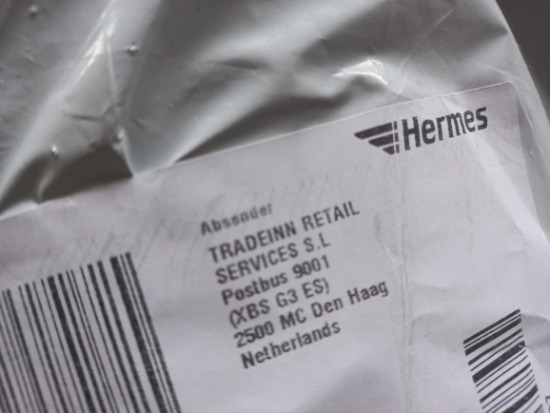 Hermes
Absender
TRADEINN RETAIL
SERVICES S.L
Postbus 9001
(XBS G3 ES)
2500 MC Den Haag
Netherlands